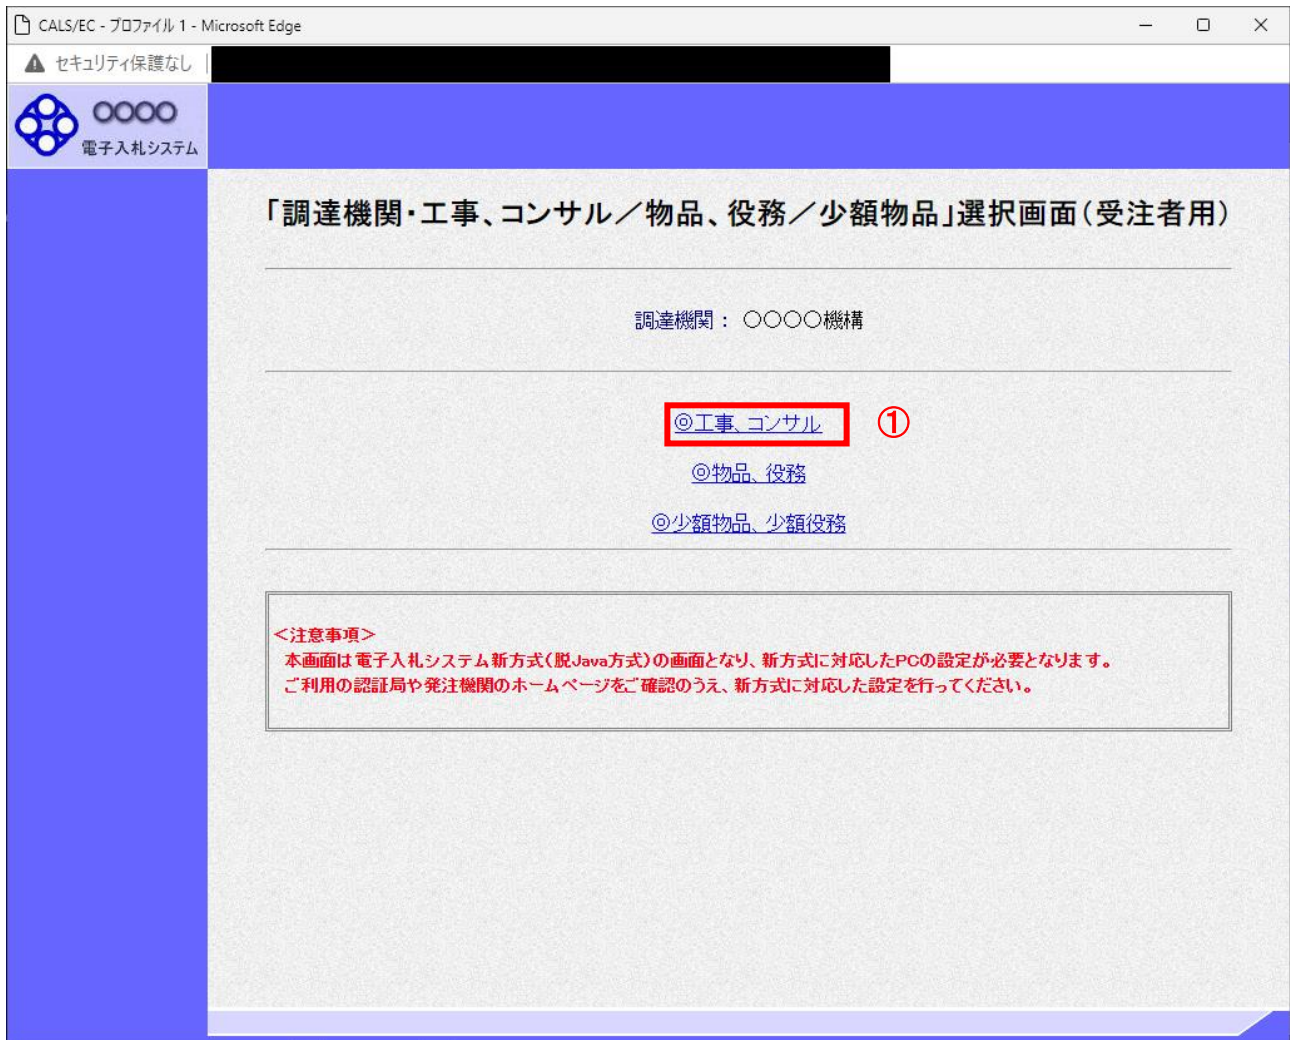 CALS/EC - プロファイル 1 - Microsoft Edge
セキュリティ保護なし
○○○○
電子入札システム
「調達機関・工事、コンサル／物品、役務／少額物品」選択画面（受注者用）
調達機関： ○○○○機構
◎工事、コンサル ①
◎物品、役務
◎少額物品、少額役務
＜注意事項＞
本画面は電子入札システム新方式（脱Java方式）の画面となり、新方式に対応したPCの設定が必要となります。
ご利用の認証局や発注機関のホームページをご確認のうえ、新方式に対応した設定を行ってください。